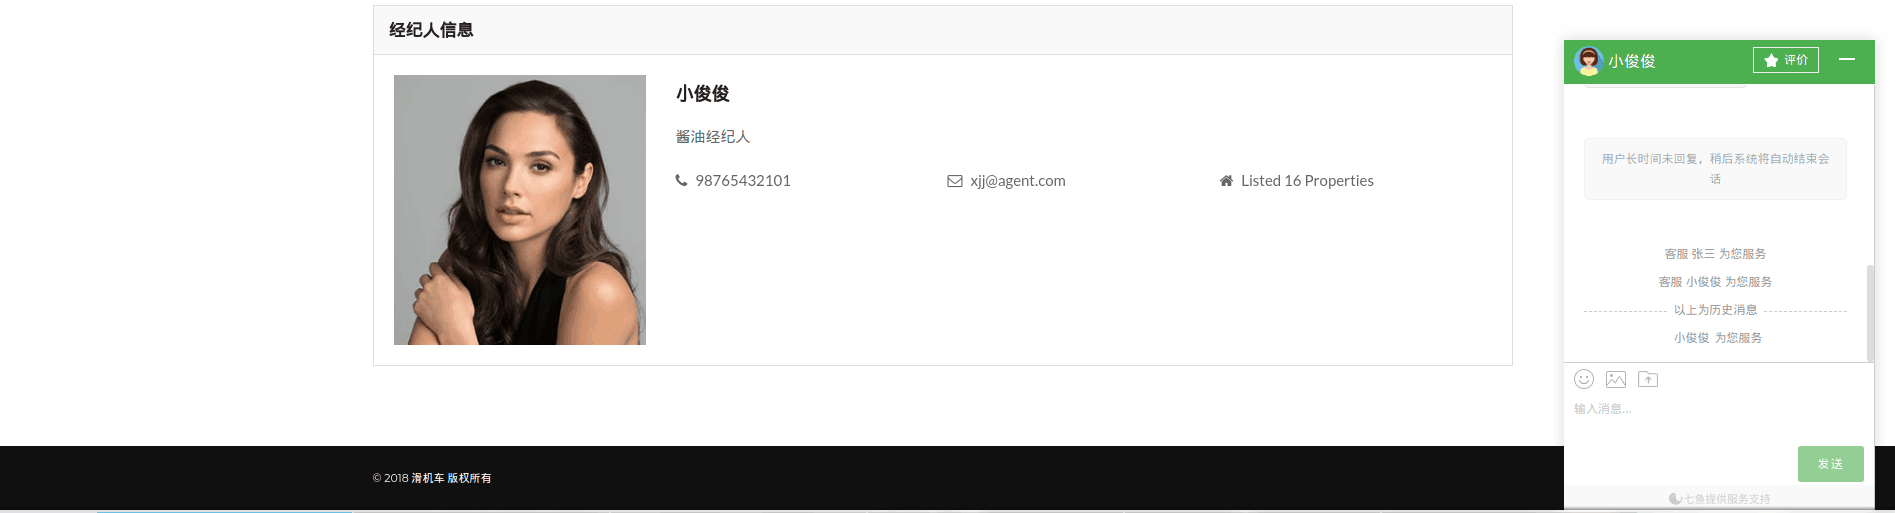 经纪人信息
小俊俊
酱油经纪人
98765432101
xjj@agent.com
Listed 16 Properties
© 2018 滑机车 版权所有
小俊俊
评价
用户长时间未回复，稍后系统将自动结束会
话
客服 张三 为您服务
客服 小俊俊 为您服务
以上为历史消息
小俊俊 为您服务
输入消息...
发送
七鱼提供服务支持